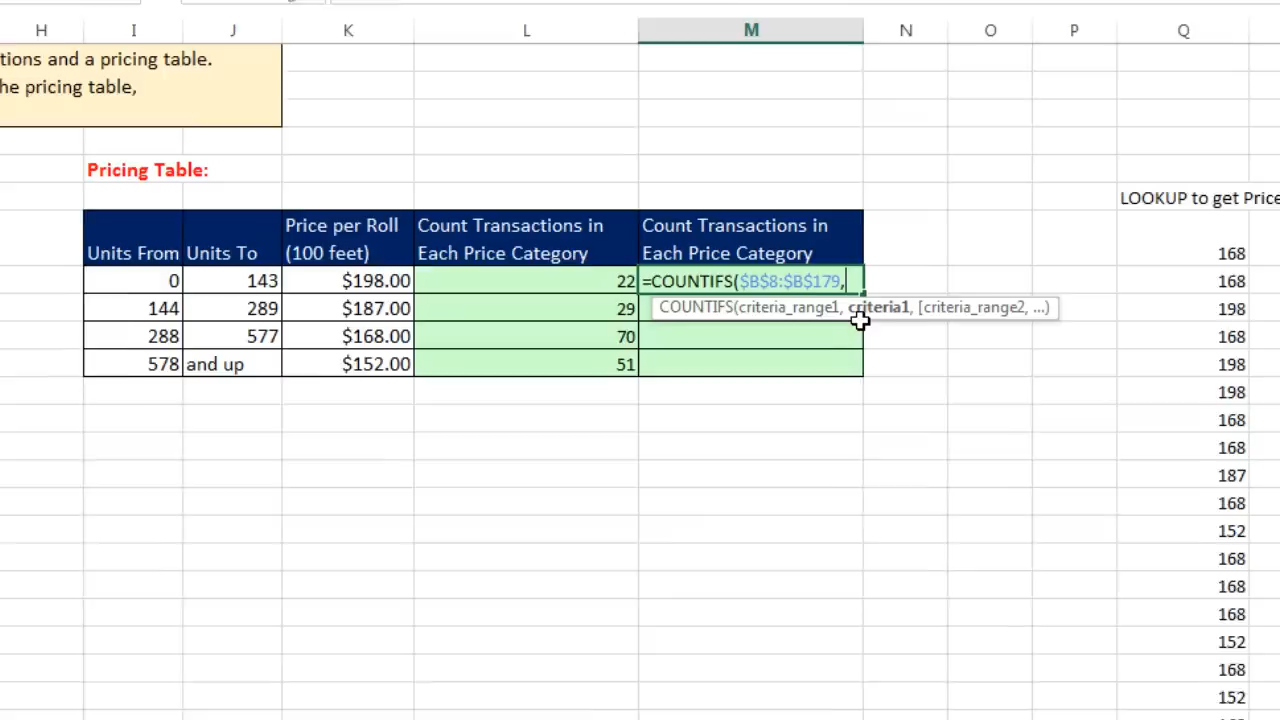 H I J K L M N O P Q
tions and a pricing table.
he pricing table,
Pricing Table:
LOOKUP to get Price
Units From Units To Price per Roll (100 feet) Count Transactions in Each Price Category Count Transactions in Each Price Category 168
0 143 $198.00 22 =COUNTIFS($B$8:$B$179, 168
144 289 $187.00 29 COUNTIFS(criteria_range1, criteria1, [criteria_range2, ...) 198
288 577 $168.00 70 168
578 and up $152.00 51 198
198
168
168
187
168
152
168
168
168
152
168
152